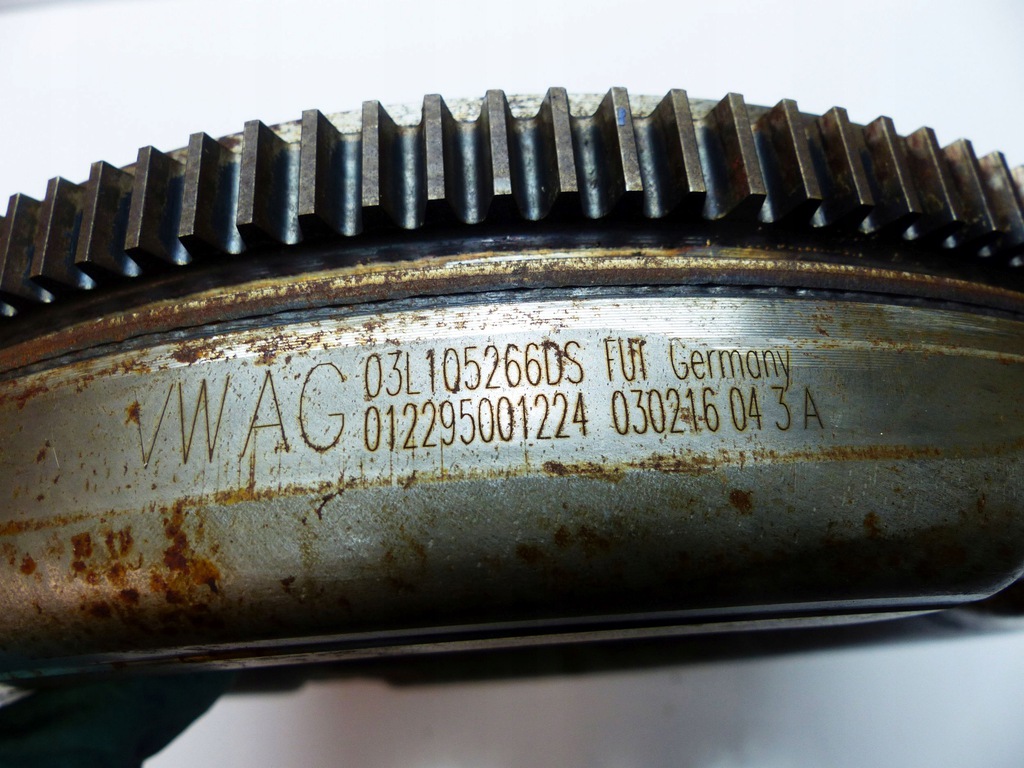 VW AG
03L105266DS FUT Germany
012295001224 030216 04 3 A